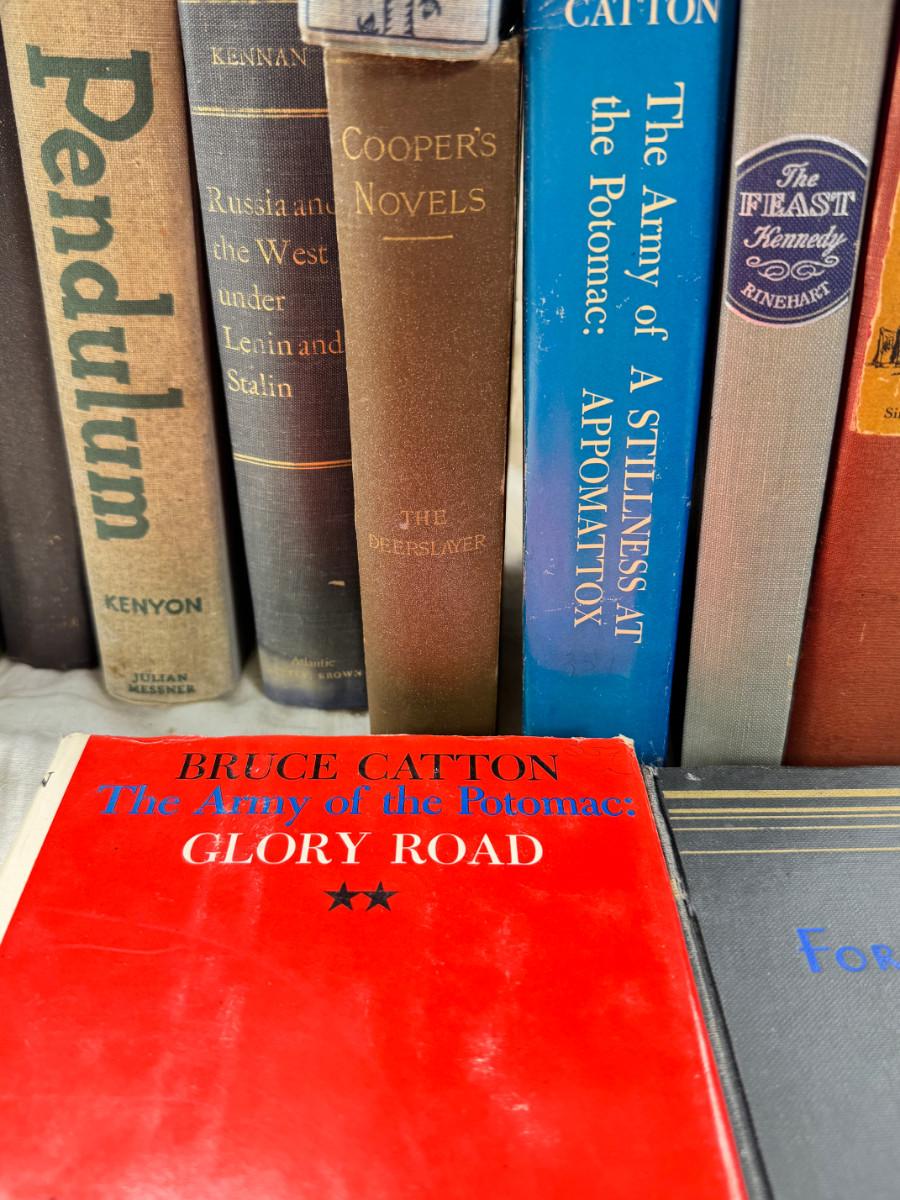 Pendulum
KENYON
JULIAN
MESSNER
KENNAN
Russia and
the West
under
Lenin and
Stalin
Atlantic
BROWN
COOPER'S
NOVELS
THE
DEERSLAYER
CATTON
The Army of
the Potomac:
A STILLNESS AT
APPOMATTOX
The
FEAST
Kennedy
RINEHART
BRUCE CATTON
The Army of the Potomac:
GLORY ROAD